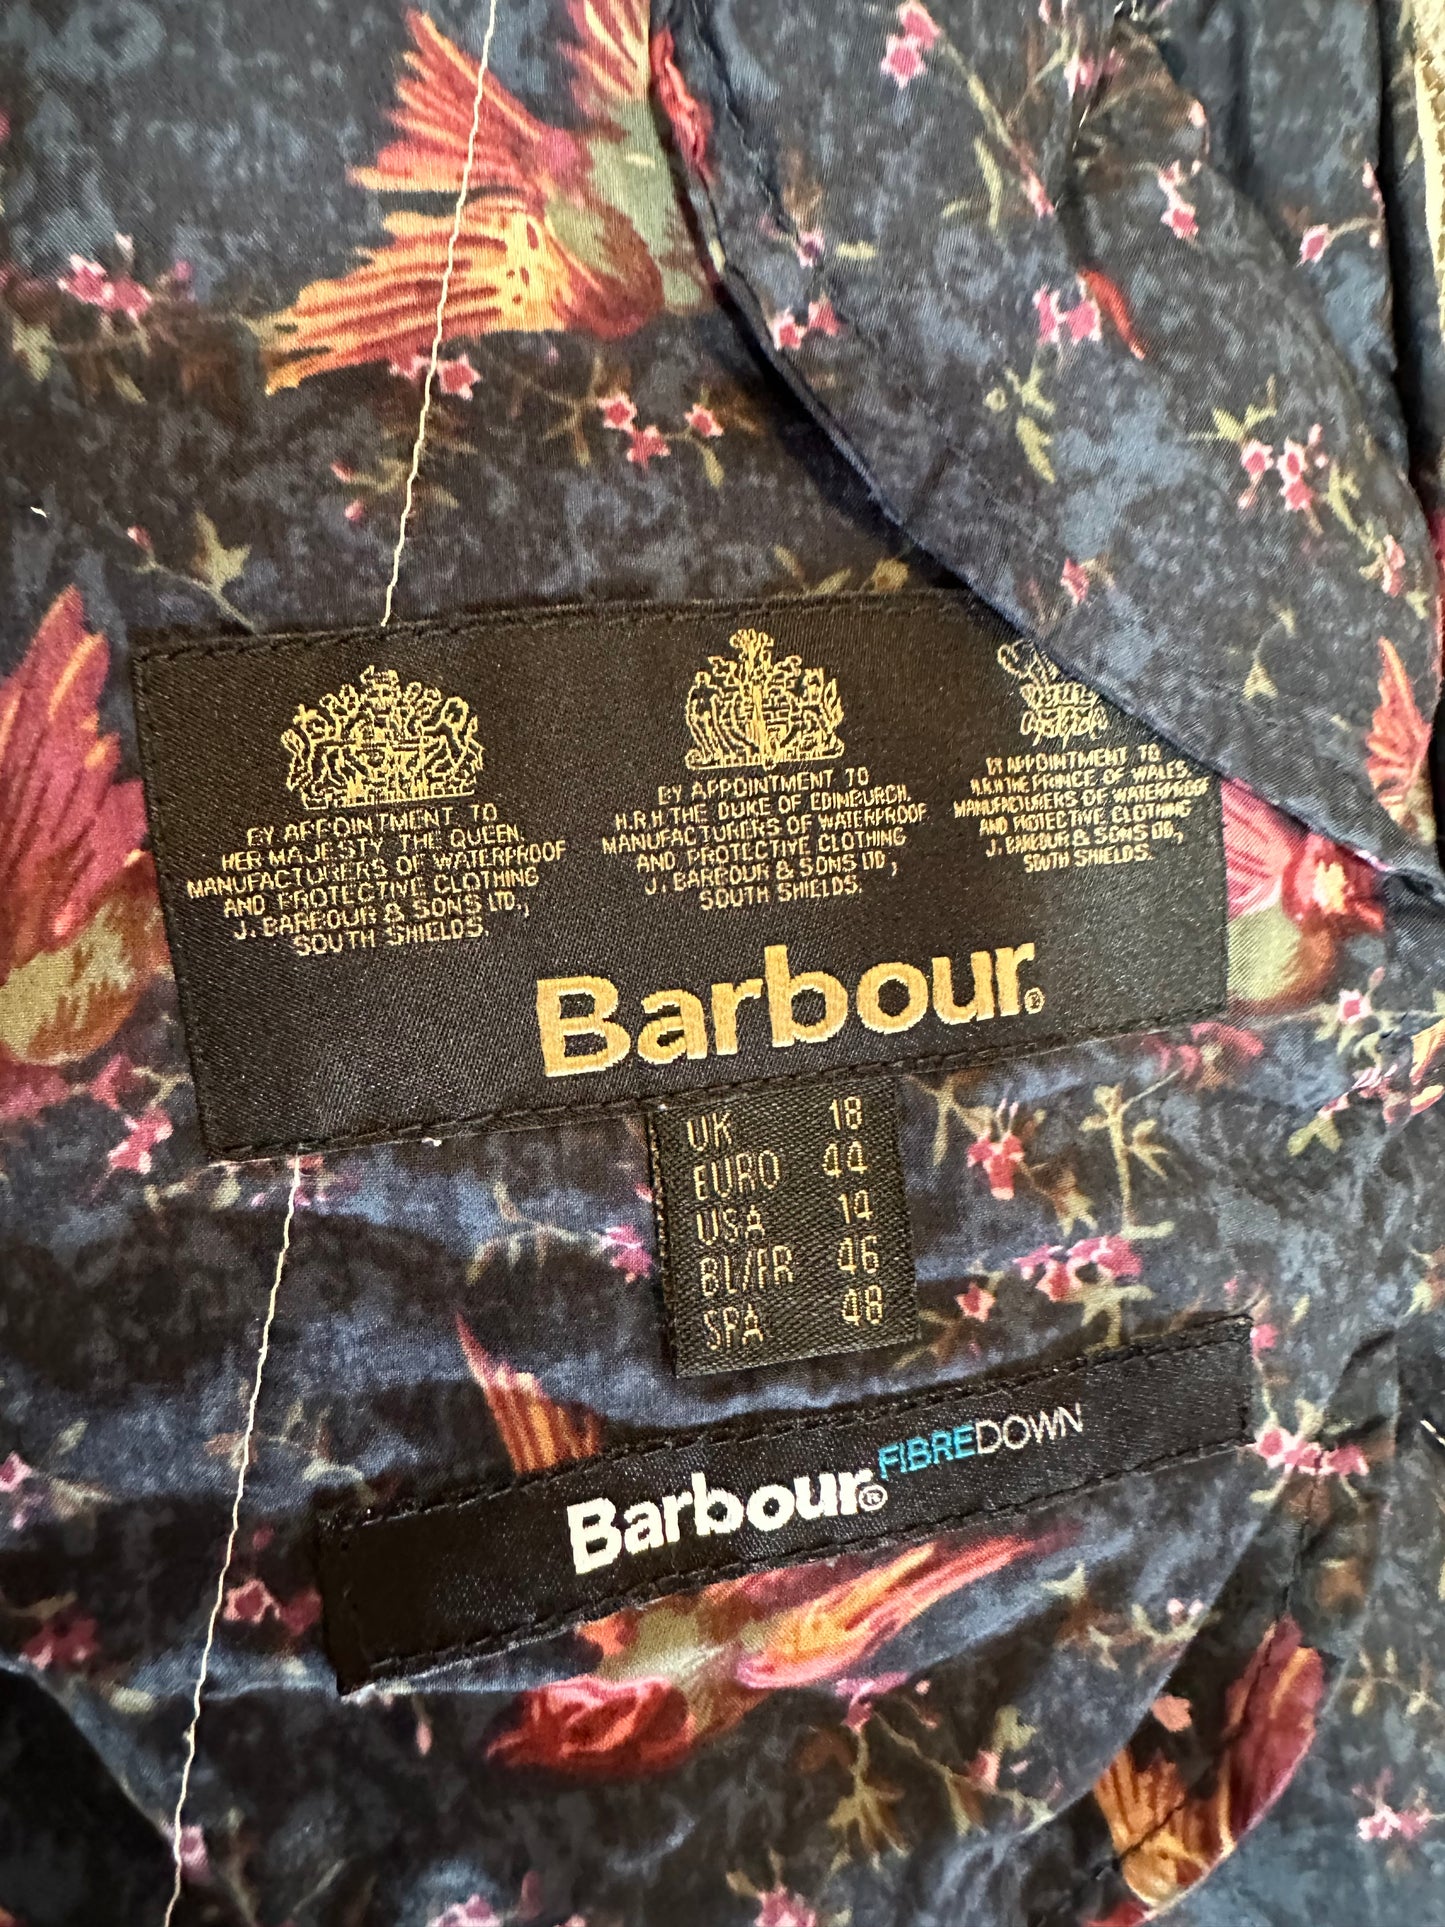 BY APPOINTMENT TO
HER MAJESTY THE QUEEN.
MANUFACTURERS OF WATERPROOF
AND PROTECTIVE CLOTHING
J. BARBOUR & SONS LTD.,
SOUTH SHIELDS.
BY APPOINTMENT TO
H.R.H THE DUKE OF EDINBURCH.
MANUFACTURERS OF WATERPROOF
AND PROTECTIVE CLOTHING
J. BARBOUR & SONS LTD,
SOUTH SHIELDS.
BY APPOINTMENT TO
H.R.H THE PRINCE OF WALES.
MANUFACTURERS OF WATERPROOF
AND PROTECTIVE CLOTHING
J. BARBOUR & SONS LTD,
SOUTH SHIELDS.
Barbour®
UK 18
EURO 44
USA 14
BL/FR 46
SPA 48
Barbour® FIBREDOWN